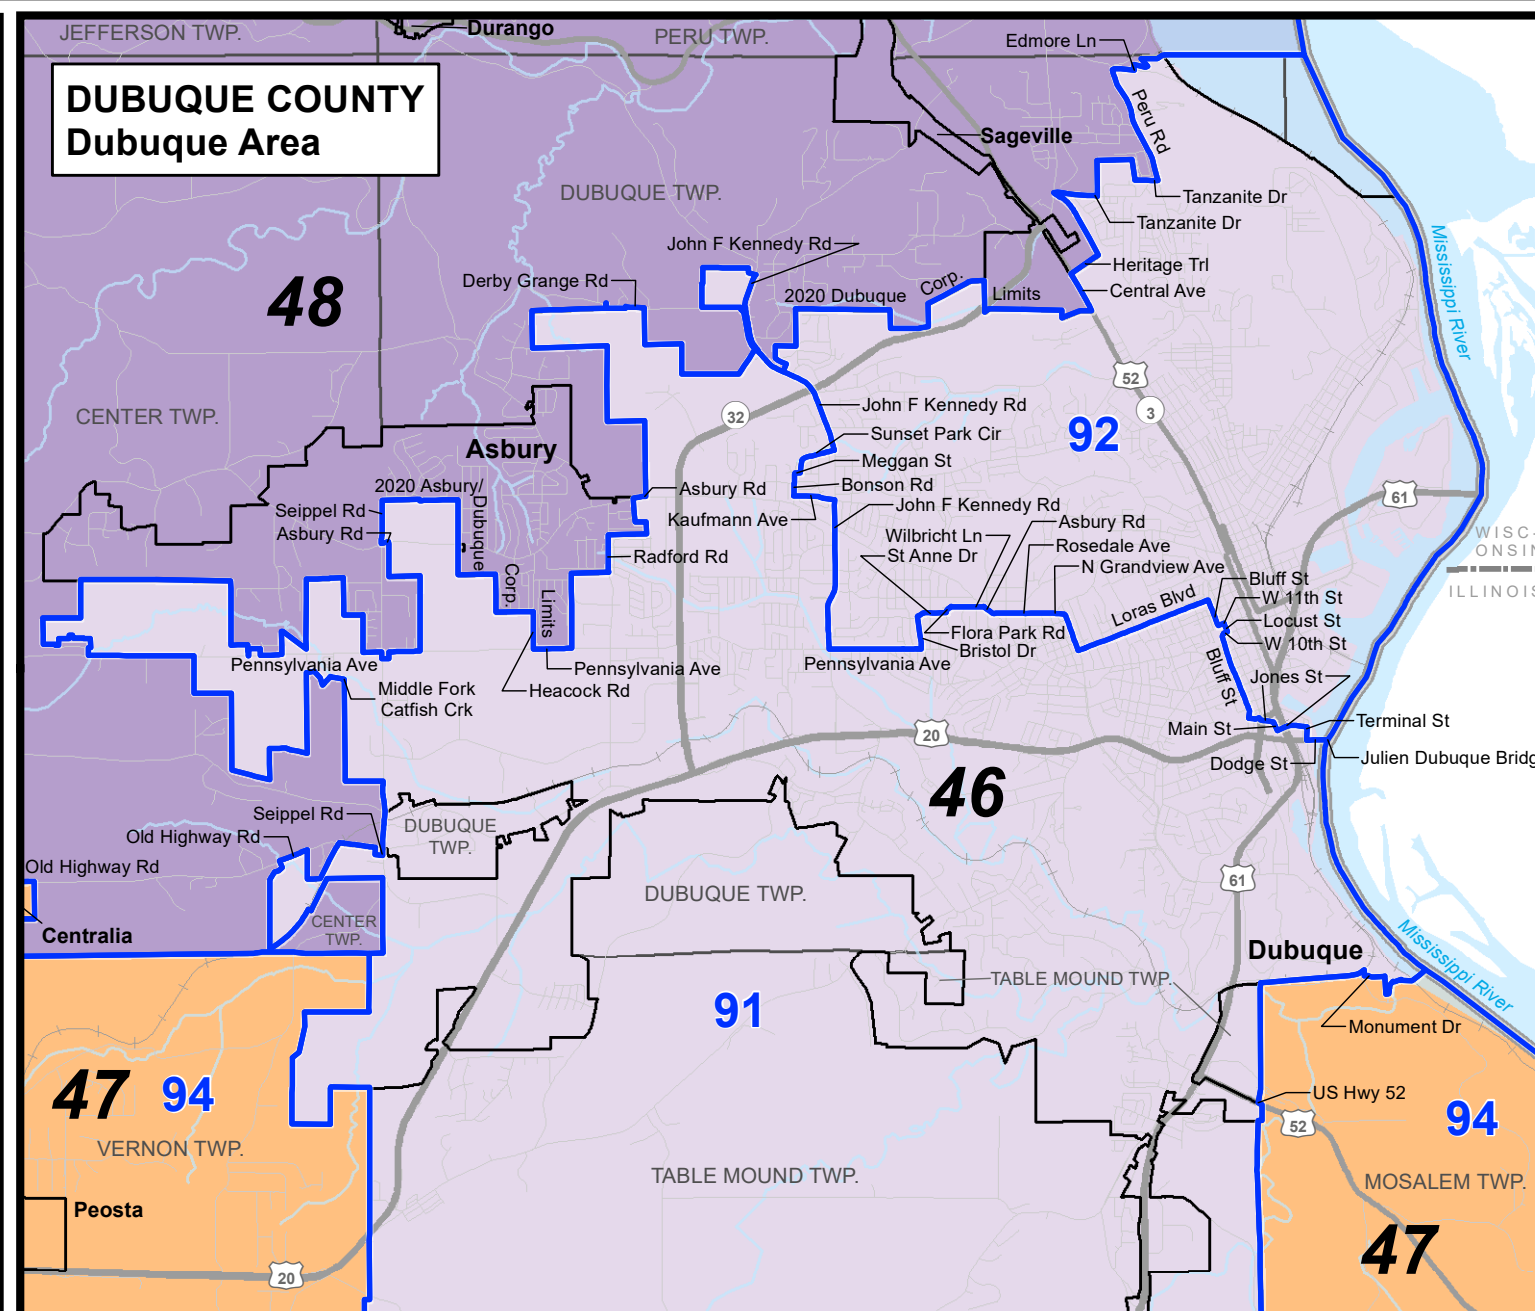 JEFFERSON TWP.
Durango
PERU TWP.
Edmore Ln
DUBUQUE COUNTY
Dubuque Area
Peru Rd
Sageville
DUBUQUE TWP.
Tanzanite Dr
Tanzanite Dr
John F Kennedy Rd
Mississippi River
Heritage Trl
48
Derby Grange Rd
2020 Dubuque
Corp.
Limits
Central Ave
52
3
CENTER TWP.
32
John F Kennedy Rd
92
Sunset Park Cir
Asbury
Meggan St
2020 Asbury/
Dubuque
Corp.
Limits
Asbury Rd
Bonson Rd
61
Seippel Rd
John F Kennedy Rd
Asbury Rd
Kaufmann Ave
Wilbricht Ln
Asbury Rd
WISC-
ONSIN
St Anne Dr
Rosedale Ave
Radford Rd
N Grandview Ave
Bluff St
ILLINOIS
Loras Blvd
W 11th St
Locust St
Flora Park Rd
W 10th St
Bristol Dr
Pennsylvania Ave
Pennsylvania Ave
Pennsylvania Ave
Bluff St
Jones St
Middle Fork
Catfish Crk
Heacock Rd
Main St
Terminal St
20
Dodge St
Julien Dubuque Bridg
46
Seippel Rd
DUBUQUE
TWP.
Old Highway Rd
Old Highway Rd
61
DUBUQUE TWP.
CENTER
TWP.
Centralia
Dubuque
Mississippi River
TABLE MOUND TWP.
91
Monument Dr
47
94
US Hwy 52
52
94
VERNON TWP.
TABLE MOUND TWP.
MOSALEM TWP.
Peosta
47
20